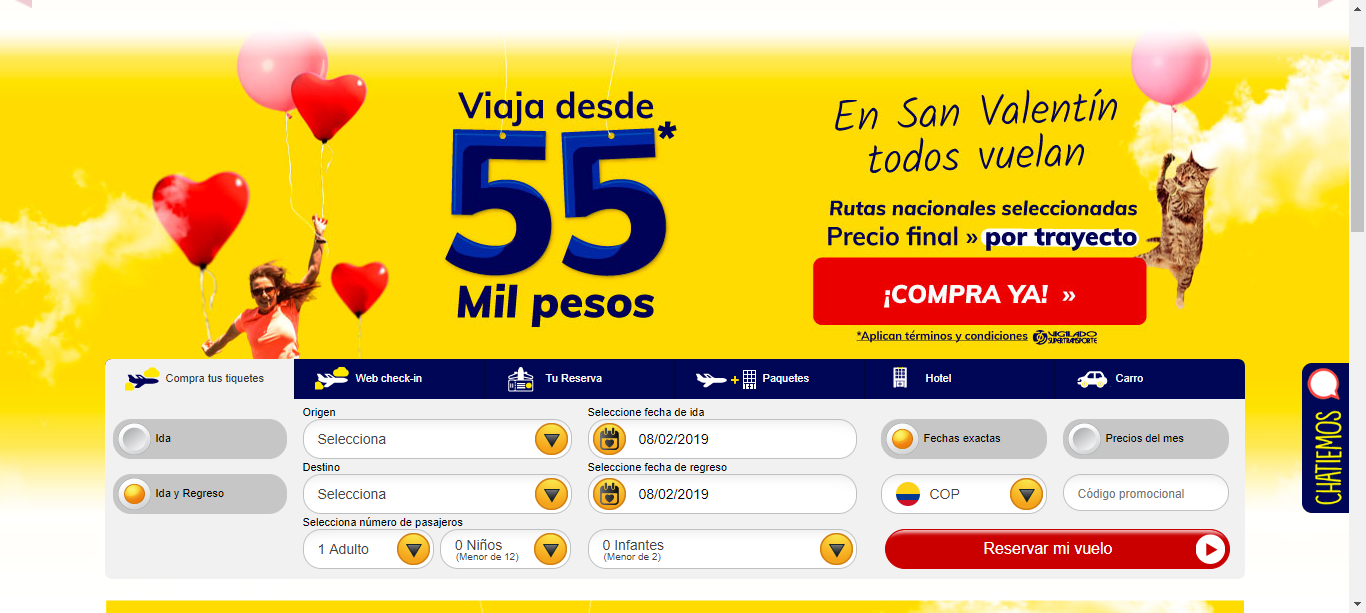 Viaja desde
55*
Mil pesos
En San Valentín
todos vuelan
Rutas nacionales seleccionadas
Precio final » por trayecto
¡COMPRA YA! »
*Aplican términos y condiciones
VIGILADO
SUPERTRANSPORTE
Compra tus tiquetes
Web check-in
Tu Reserva
Paquetes
Hotel
Carro
Ida
Ida y Regreso
Origen
Selecciona
Destino
Selecciona
Selecciona número de pasajeros
1 Adulto
0 Niños
(Menor de 12)
Seleccione fecha de ida
08/02/2019
Seleccione fecha de regreso
08/02/2019
0 Infantes
(Menor de 2)
Fechas exactas
Precios del mes
COP
Código promocional
Reservar mi vuelo
CHATIEMOS